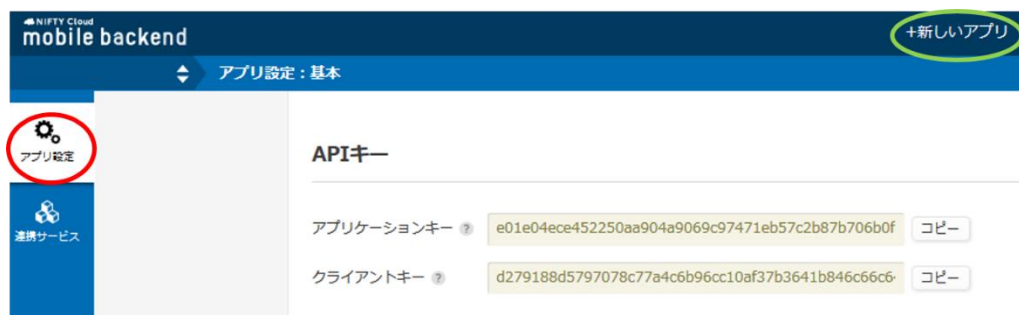 NIFTY Cloud
mobile backend
+新しいアプリ
アプリ設定：基本
アプリ設定
連携サービス
APIキー
アプリケーションキー ?
e01e04ece452250aa904a9069c97471eb57c2b87b706b0f
コピー
クライアントキー ?
d279188d5797078c77a4c6b96cc10af37b3641b846c66c6
コピー